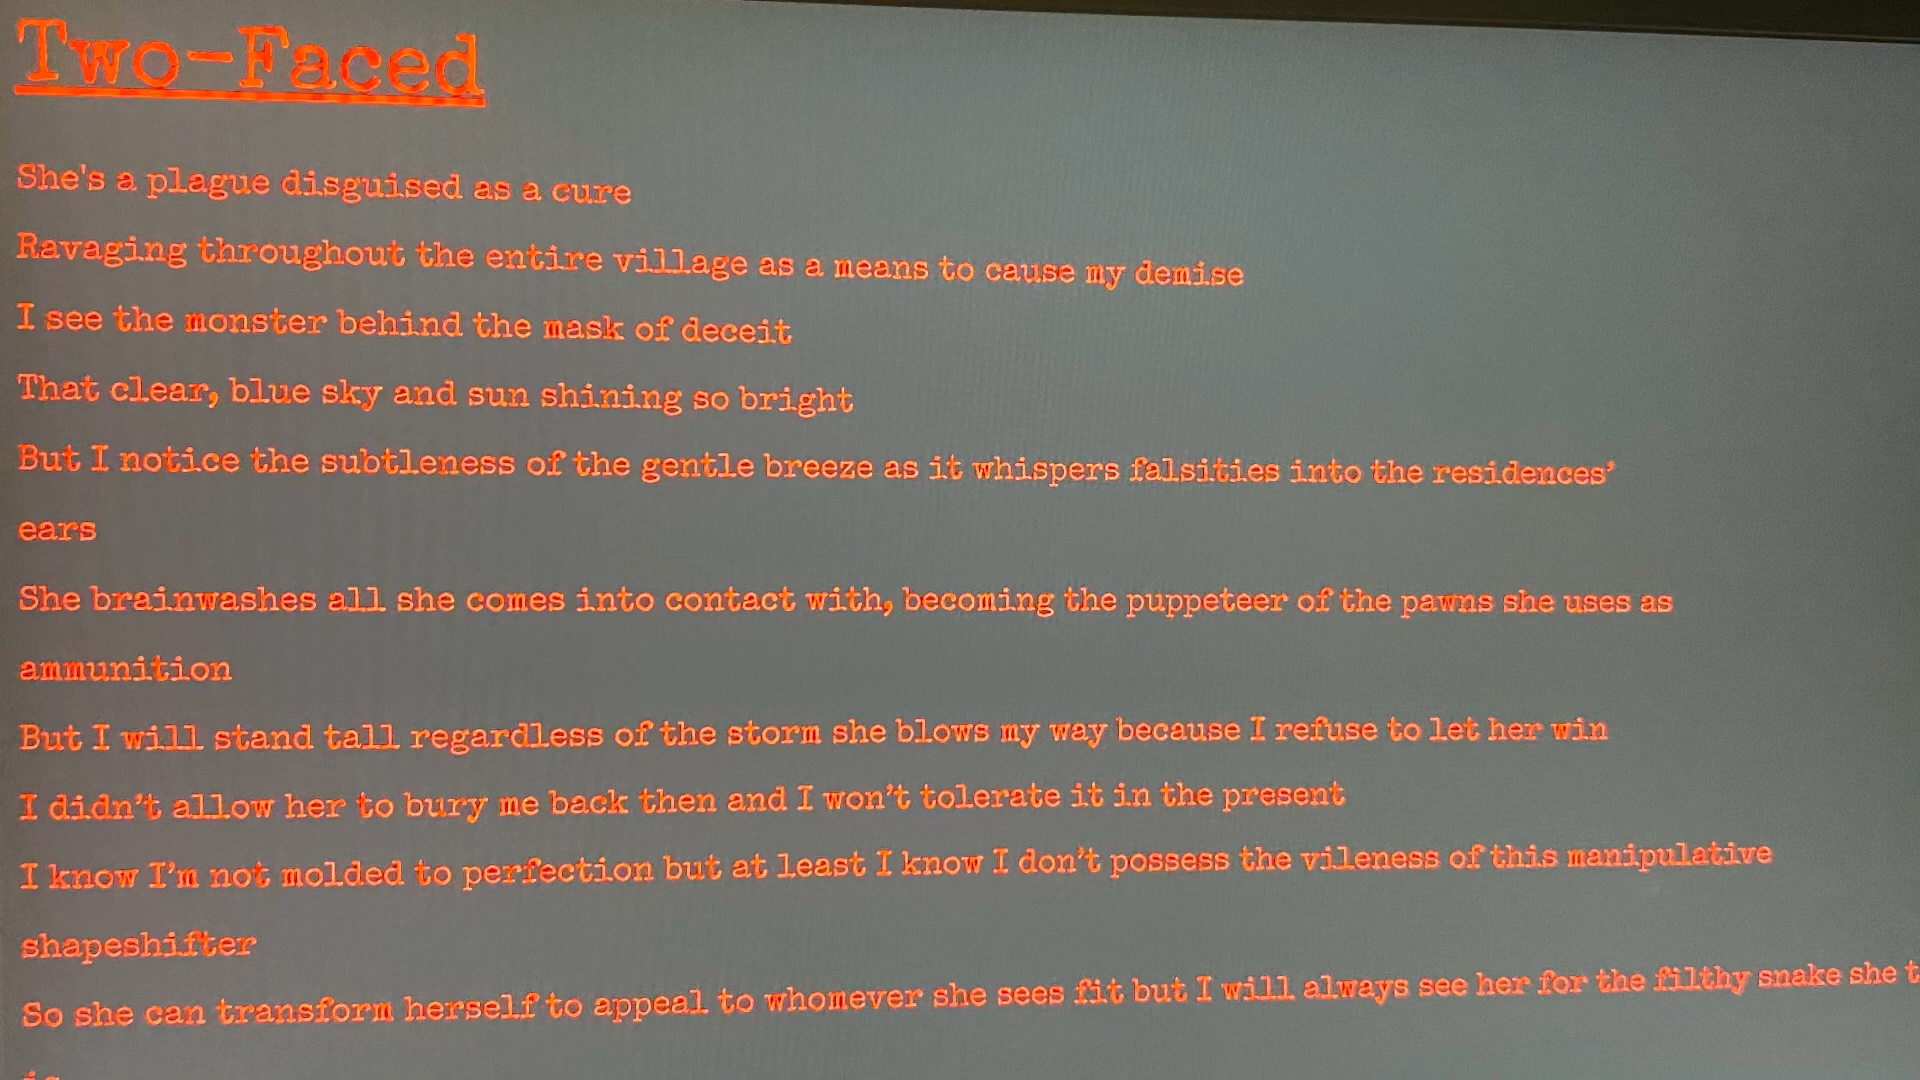 Two-Faced
She's a plague disguised as a cure
Ravaging throughout the entire village as a means to cause my demise
I see the monster behind the mask of deceit
That clear, blue sky and sun shining so bright
But I notice the subtleness of the gentle breeze as it whispers falsities into the residences’
ears
She brainwashes all she comes into contact with, becoming the puppeteer of the pawns she uses as
ammunition
But I will stand tall regardless of the storm she blows my way because I refuse to let her win
I didn’t allow her to bury me back then and I won’t tolerate it in the present
I know I’m not molded to perfection but at least I know I don’t possess the vileness of this manipulative
shapeshifter
So she can transform herself to appeal to whomever she sees fit but I will always see her for the filthy snake she